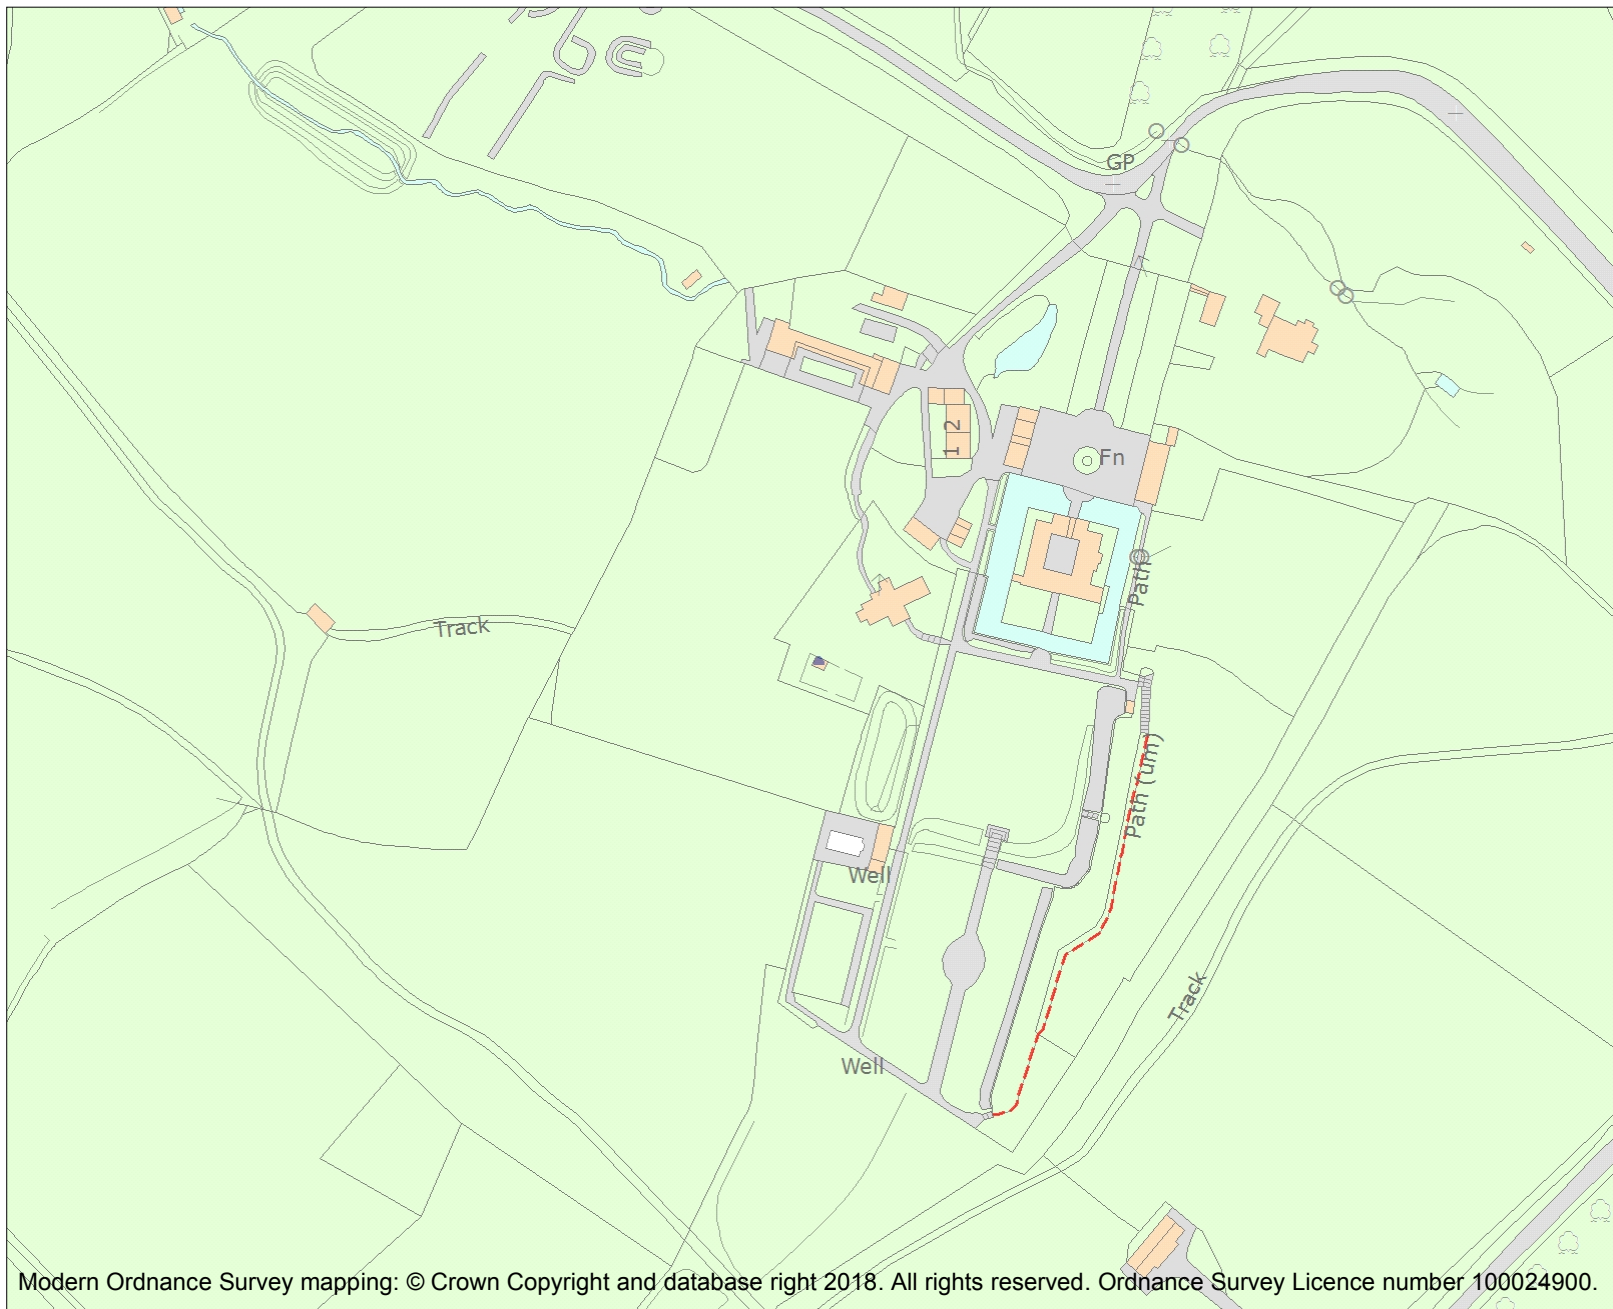 GP
1 2
Fn
Path
Track
Path (um)
Well
Track
Well
Modern Ordnance Survey mapping: © Crown Copyright and database right 2018. All rights reserved. Ordnance Survey Licence number 100024900.